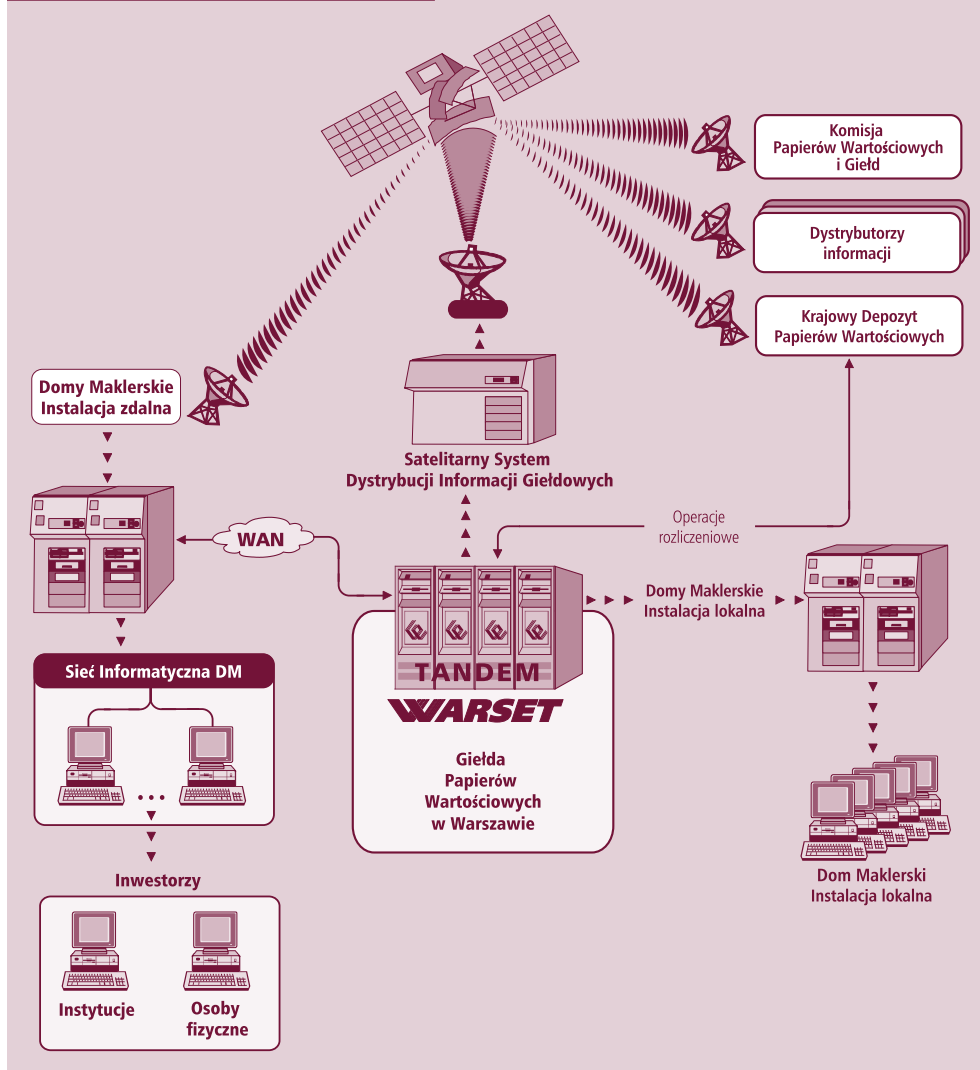 Komisja
Papierów Wartościowych
i Giełd
Dystrybutorzy
informacji
Krajowy Depozyt
Papierów Wartościowych
Domy Maklerskie
Instalacja zdalna
Satelitarny System
Dystrybucji Informacji Giełdowych
WAN
Operacje
rozliczeniowe
Domy Maklerskie
Instalacja lokalna
TANDEM
WARSET
Giełda
Papierów
Wartościowych
w Warszawie
Sieć Informatyczna DM
...
Inwestorzy
Instytucje
Osoby
fizyczne
Dom Maklerski
Instalacja lokalna